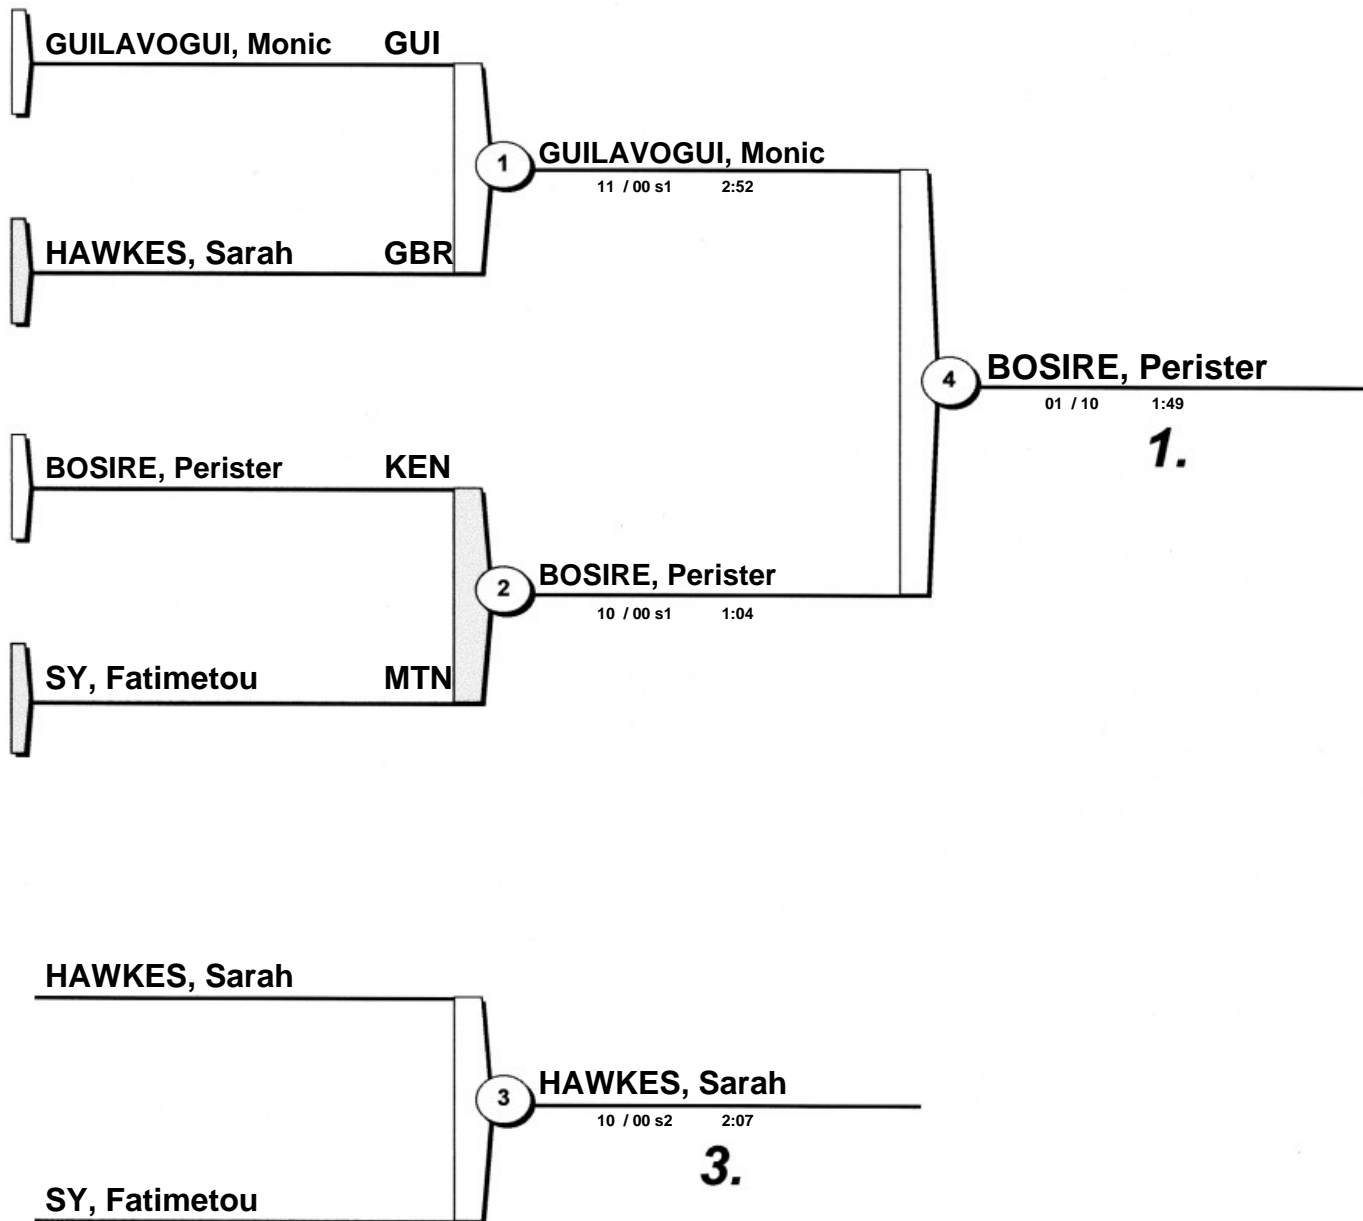 GUILAVOGUI, Monic GUI
1 GUILAVOGUI, Monic
11 / 00 s1 2:52
HAWKES, Sarah GBR
4 BOSIRE, Perister
01 / 10 1:49
1.
BOSIRE, Perister KEN
2 BOSIRE, Perister
10 / 00 s1 1:04
SY, Fatimetou MTN
HAWKES, Sarah
3 HAWKES, Sarah
10 / 00 s2 2:07
3.
SY, Fatimetou